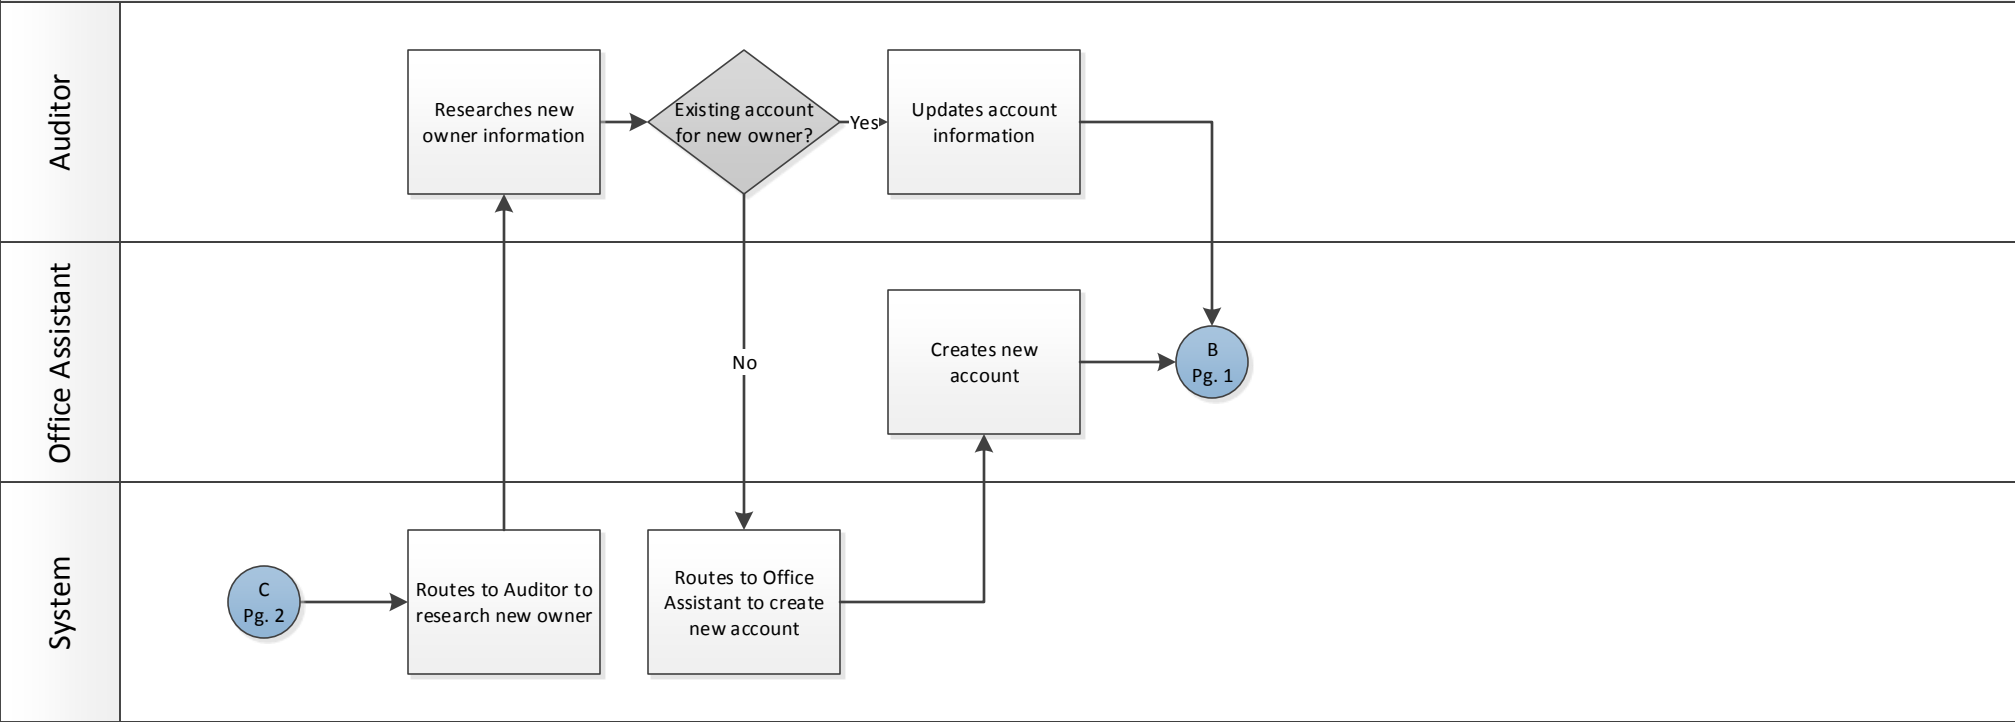 Auditor
Researches new
owner information
Existing account
for new owner?
Yes
Updates account
information
Office Assistant
No
Creates new
account
B
Pg. 1
System
C
Pg. 2
Routes to Auditor to
research new owner
Routes to Office
Assistant to create
new account